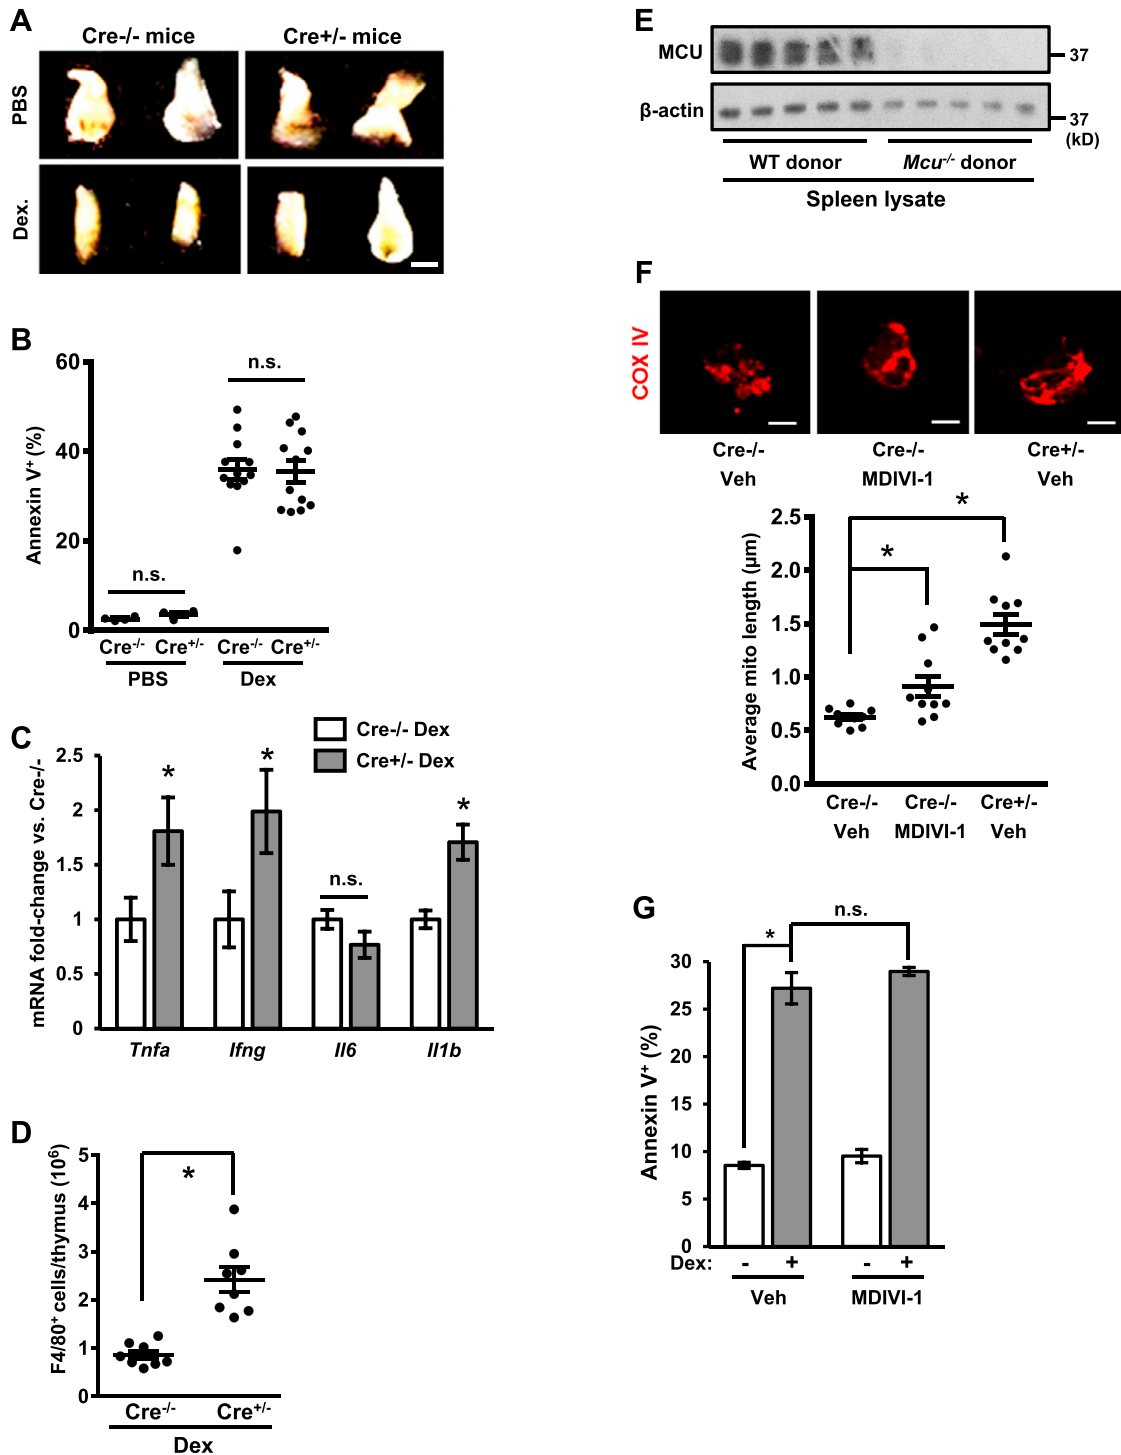 A
Cre-/- mice
Cre+/- mice
PBS
Dex.
B
Annexin V⁺ (%)
60
40
20
0
n.s.
n.s.
Cre⁻/⁻ Cre⁺/⁻ Cre⁻/⁻ Cre⁺/⁻
PBS Dex
C
Cre-/- Dex
Cre+/- Dex
mRNA fold-change vs. Cre-/-
2.5
2
1.5
1
0.5
0
* * n.s. *
Tnfa Ifng Il6 Il1b
D
F4/80⁺ cells/thymus (10⁶)
5
4
3
2
1
0
*
Cre⁻/⁻ Cre⁺/⁻
Dex
E
MCU
37
β-actin
37
(kD)
WT donor Mcu⁻/⁻ donor
Spleen lysate
F
COX IV
Cre-/- Cre-/- Cre+/-
Veh MDIVI-1 Veh
Average mito length (µm)
2.5
2.0
1.5
1.0
0.5
0.0
*
*
Cre-/- Cre-/- Cre+/-
Veh MDIVI-1 Veh
G
Annexin V⁺ (%)
30
25
20
15
10
5
0
n.s.
*
Dex: - + - +
Veh MDIVI-1